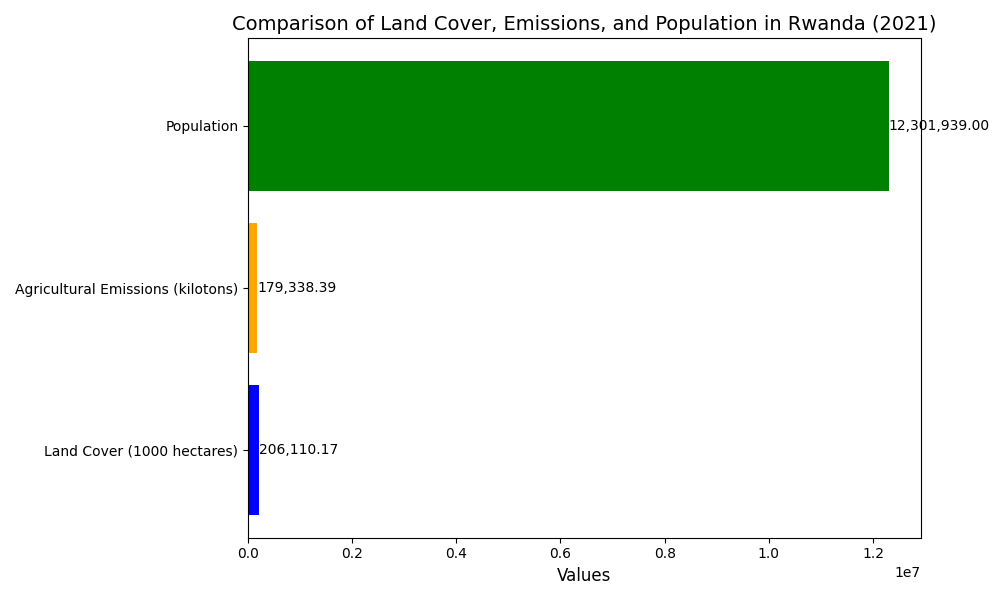 Comparison of Land Cover, Emissions, and Population in Rwanda (2021)
Population
12,301,939.00
Agricultural Emissions (kilotons)
179,338.39
Land Cover (1000 hectares)
206,110.17
0.0 0.2 0.4 0.6 0.8 1.0 1.2
1e7
Values